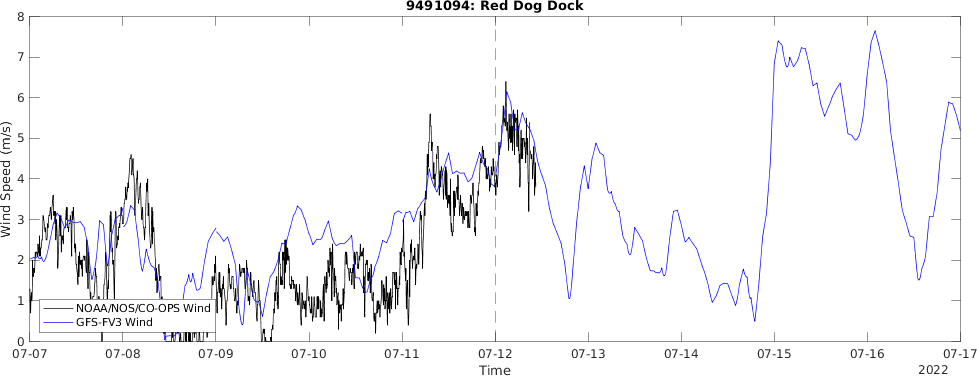 9491094: Red Dog Dock
Wind Speed (m/s)
8
7
6
5
4
3
2
1
0
NOAA/NOS/CO-OPS Wind
GFS-FV3 Wind
07-07 07-08 07-09 07-10 07-11 07-12 07-13 07-14 07-15 07-16 07-17
Time
2022